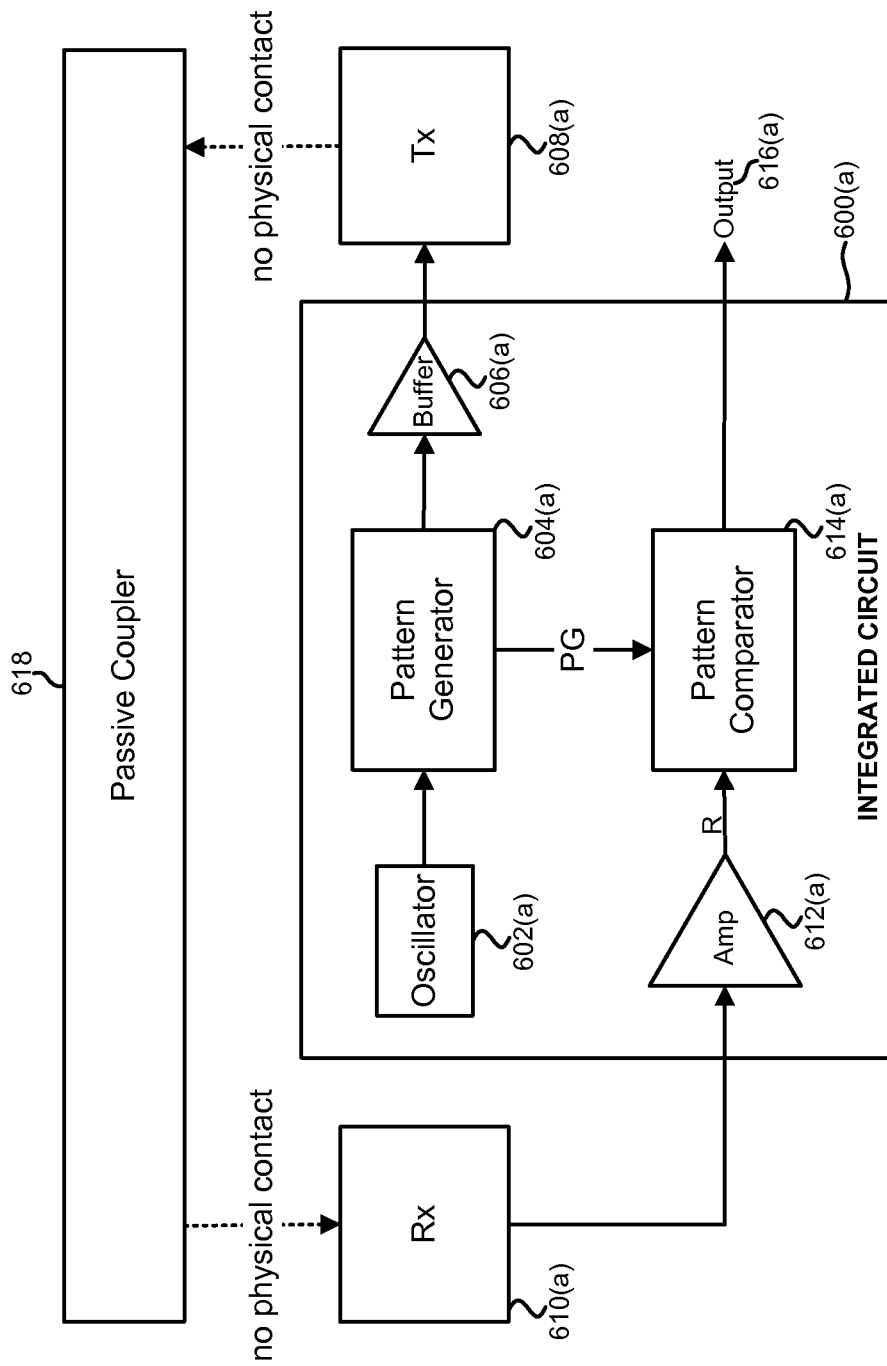 618
Passive Coupler
no physical contact
no physical contact
Rx
610(a)
Tx
608(a)
Oscillator
602(a)
Pattern
Generator
604(a)
Buffer
606(a)
PG
Amp
612(a)
R
Pattern
Comparator
614(a)
Output
616(a)
INTEGRATED CIRCUIT
600(a)